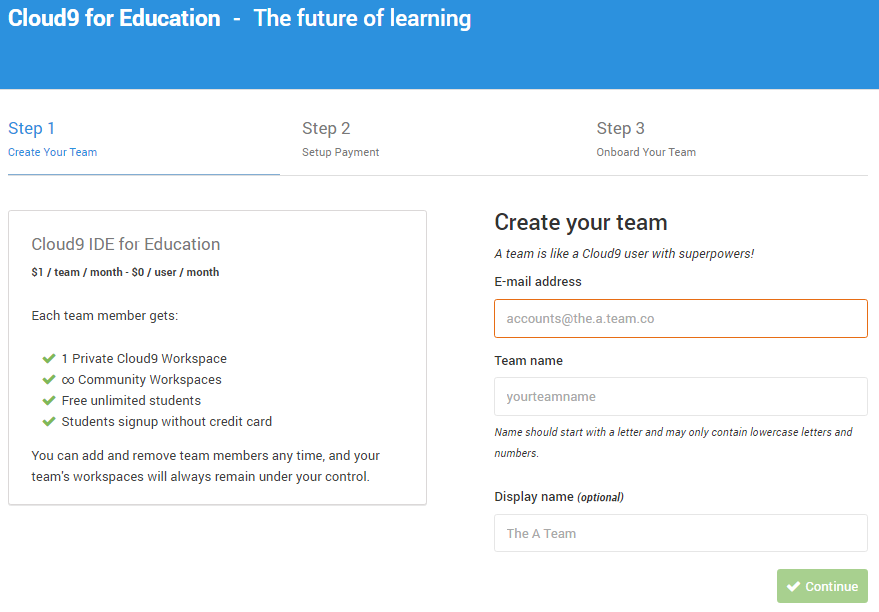 Cloud9 for Education - The future of learning
Step 1
Create Your Team
Step 2
Setup Payment
Step 3
Onboard Your Team
Cloud9 IDE for Education
$1 / team / month - $0 / user / month
Each team member gets:
1 Private Cloud9 Workspace
∞ Community Workspaces
Free unlimited students
Students signup without credit card
You can add and remove team members any time, and your
team's workspaces will always remain under your control.
Create your team
A team is like a Cloud9 user with superpowers!
E-mail address
accounts@the.a.team.co
Team name
yourteamname
Name should start with a letter and may only contain lowercase letters and
numbers.
Display name (optional)
The A Team
Continue